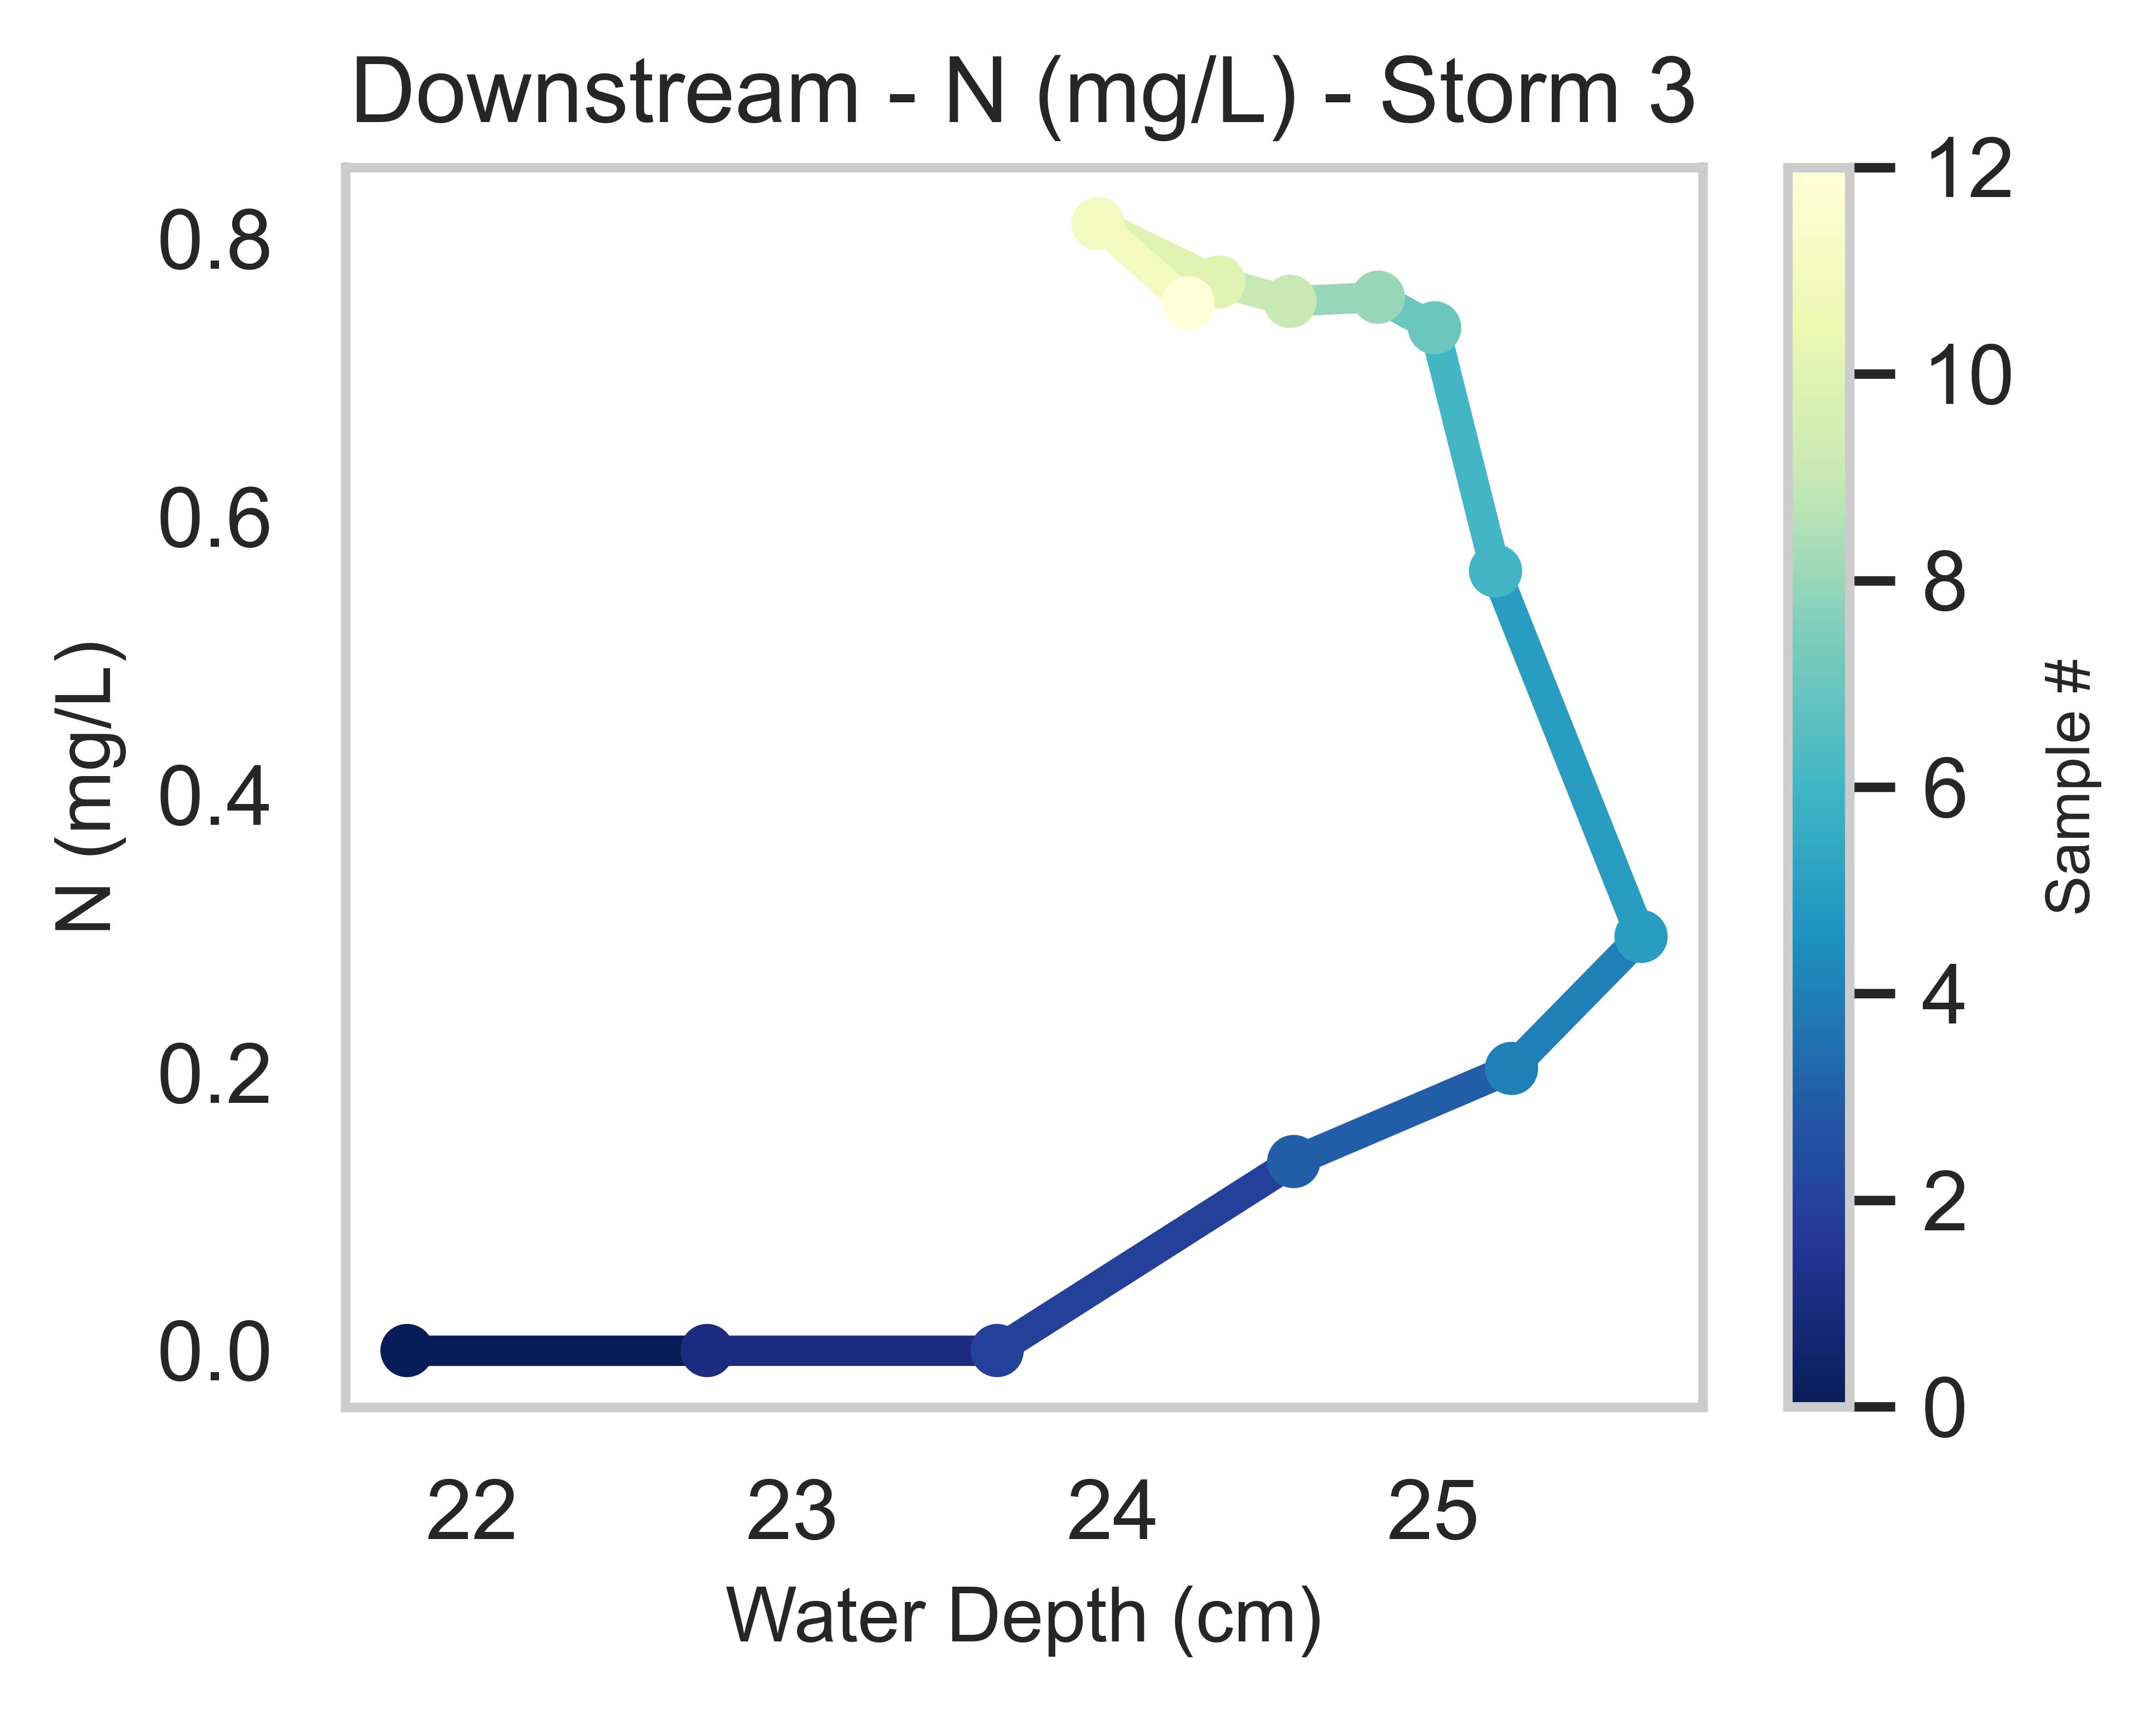 Downstream - N (mg/L) - Storm 3
0.8
0.6
0.4
0.2
0.0
N (mg/L)
22 23 24 25
Water Depth (cm)
12
10
8
6
4
2
0
Sample #